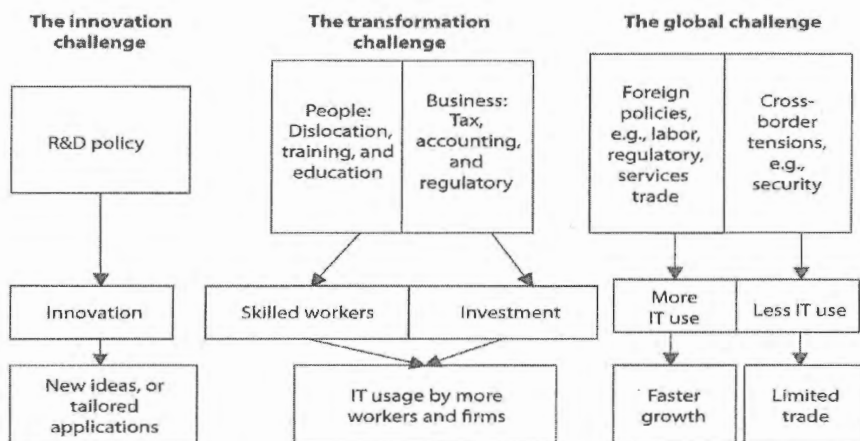 The innovation
challenge
The transformation
challenge
The global challenge
R&D policy
People:
Dislocation,
training, and
education
Business:
Tax,
accounting,
and
regulatory
Foreign
policies,
e.g., labor,
regulatory,
services
trade
Cross-
border
tensions,
e.g.,
security
Innovation
Skilled workers
Investment
More
IT use
Less IT use
New ideas, or
tailored
applications
IT usage by more
workers and firms
Faster
growth
Limited
trade